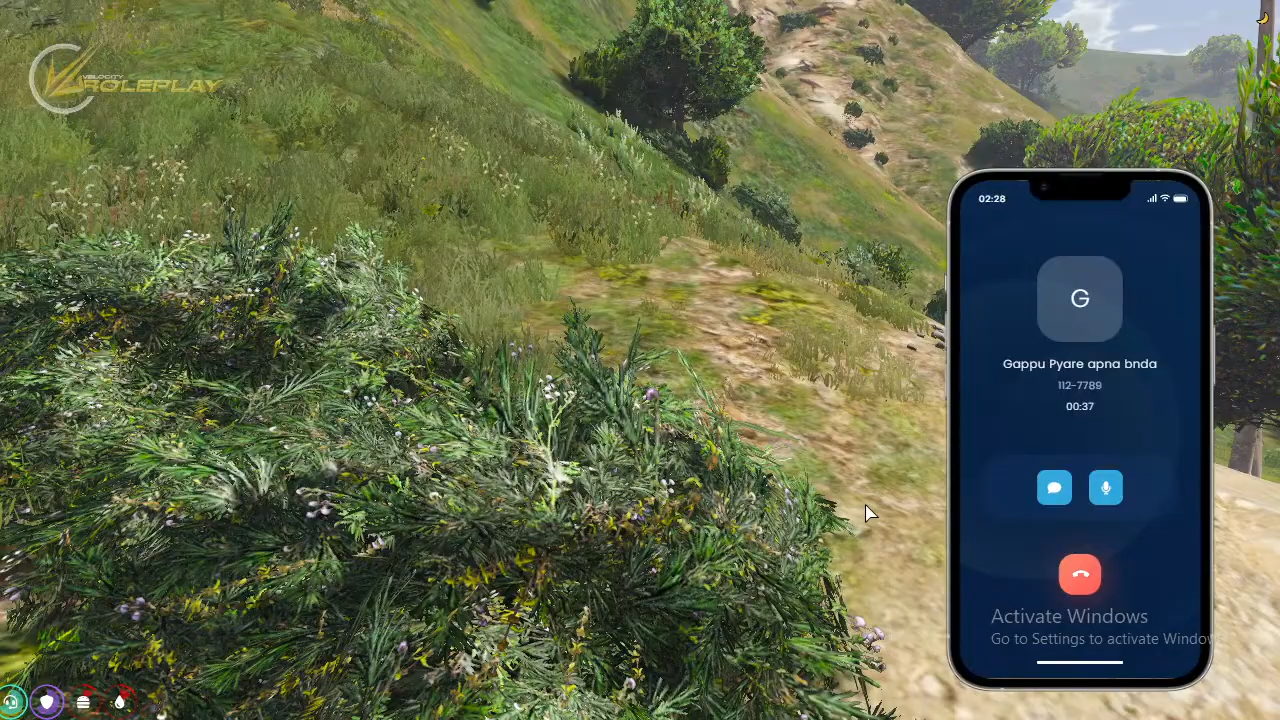 VELOCITY
ROLEPLAY
02:28
G
Gappu Pyare apna bnda
112-7789
00:37
Activate Windows
Go to Settings to activate Window